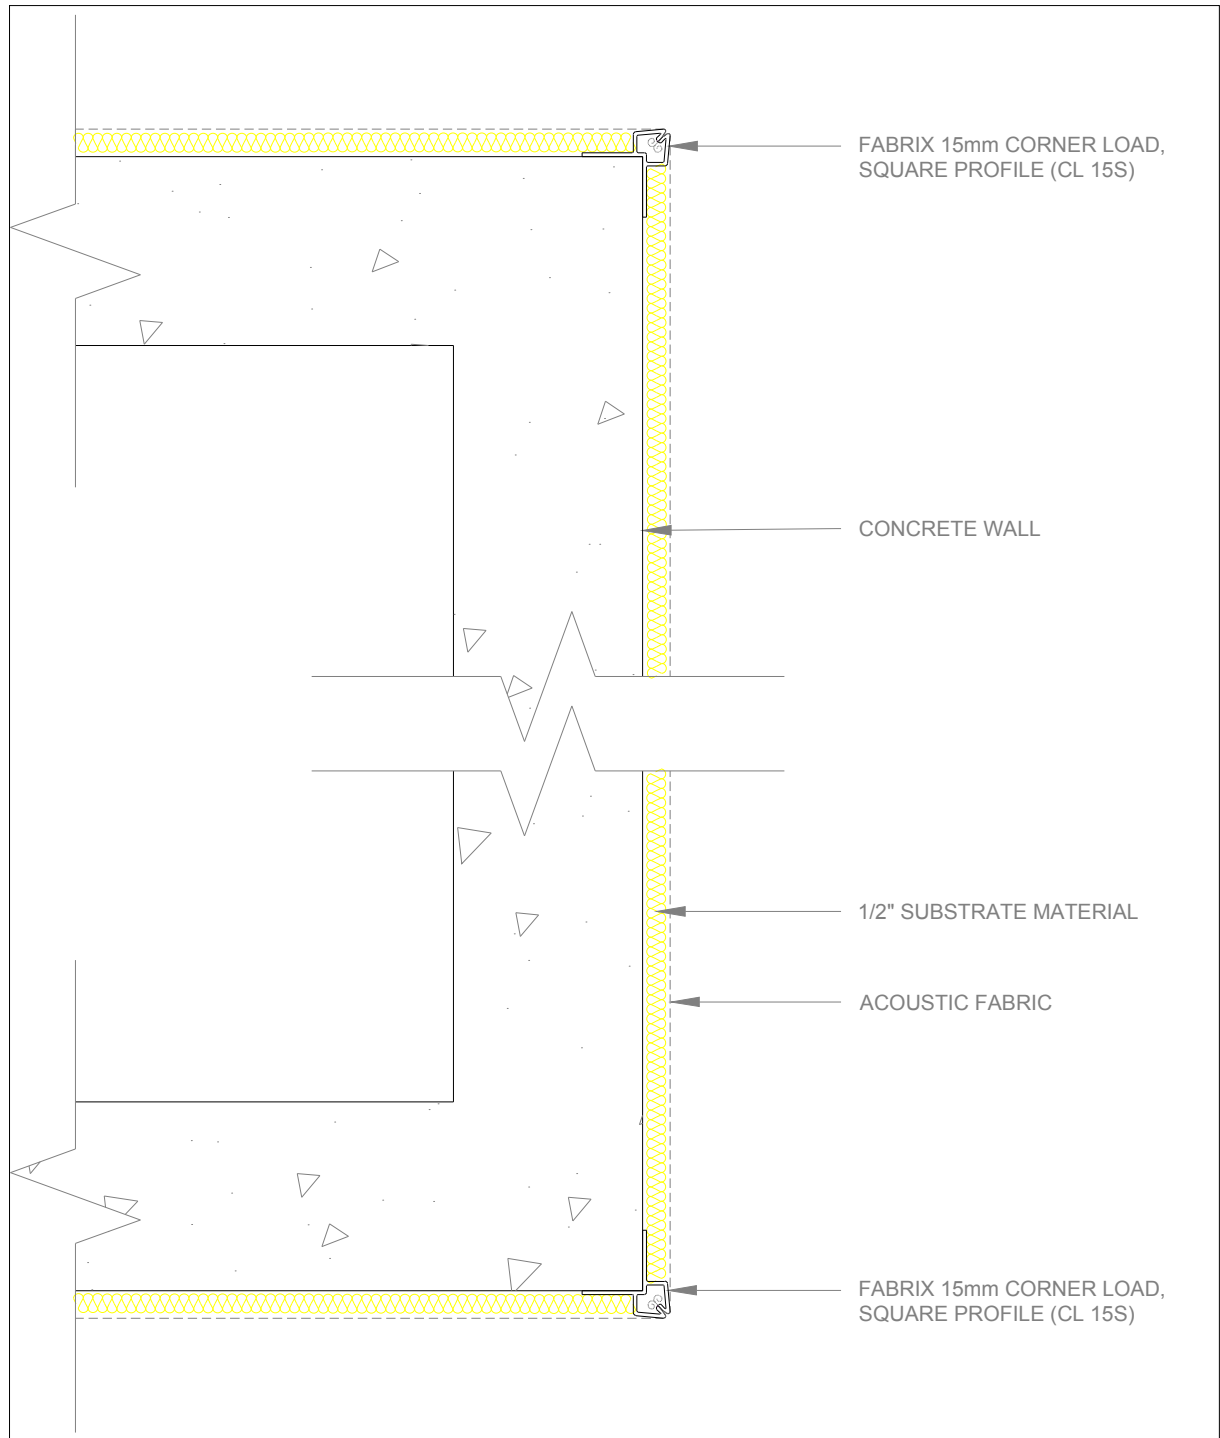 FABRIX 15mm CORNER LOAD,
SQUARE PROFILE (CL 15S)
CONCRETE WALL
1/2" SUBSTRATE MATERIAL
ACOUSTIC FABRIC
FABRIX 15mm CORNER LOAD,
SQUARE PROFILE (CL 15S)